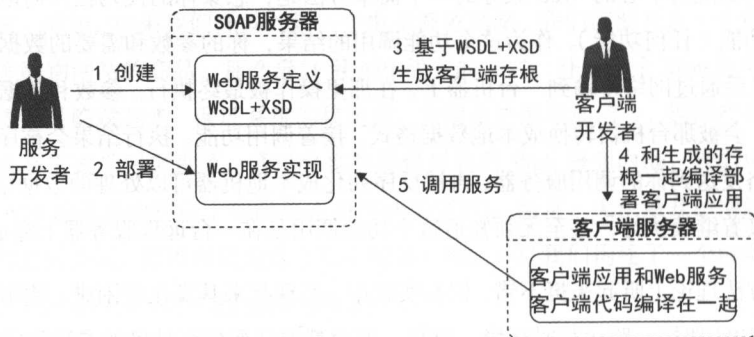 SOAP服务器
Web服务定义
WSDL+XSD
Web服务实现
服务
开发者
1 创建
2 部署
3 基于WSDL+XSD
生成客户端存根
客户端
开发者
4 和生成的存
根一起编译部
署客户端应用
5 调用服务
客户端服务器
客户端应用和Web服务
客户端代码编译在一起